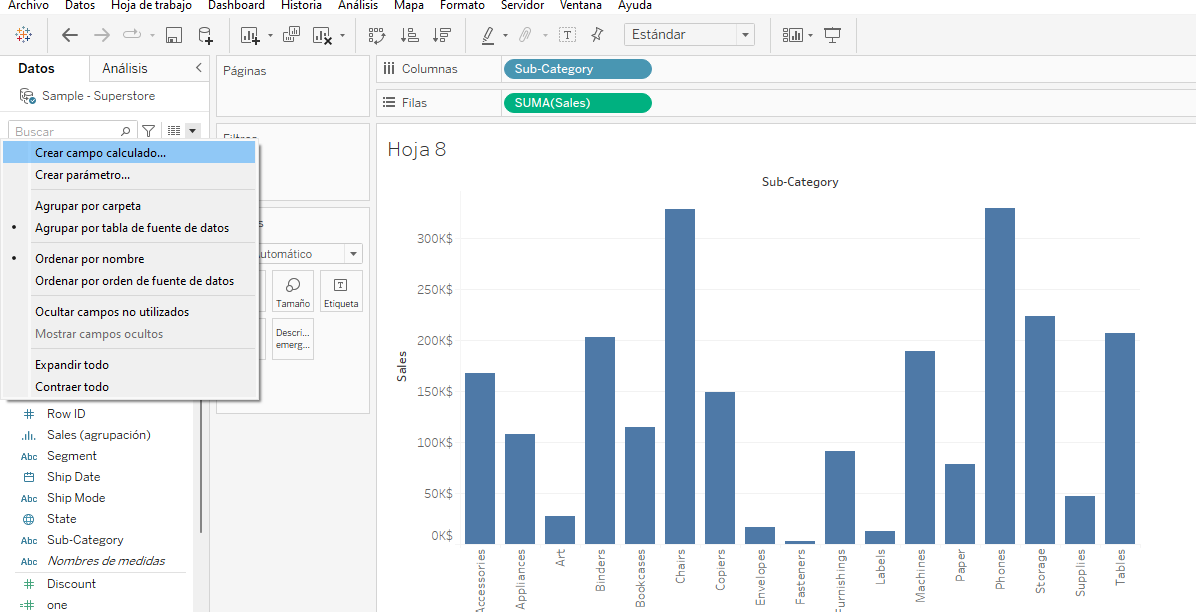 Archivo Datos Hoja de trabajo Dashboard Historia Análisis Mapa Formato Servidor Ventana Ayuda
Estándar
Datos Análisis
Sample - Superstore
Buscar
Crear campo calculado...
Crear parámetro...
Agrupar por carpeta
Agrupar por tabla de fuente de datos
Ordenar por nombre
Ordenar por orden de fuente de datos
Ocultar campos no utilizados
Mostrar campos ocultos
Expandir todo
Contraer todo
Row ID
Sales (agrupación)
Abc Segment
Ship Date
Abc Ship Mode
State
Abc Sub-Category
Abc Nombres de medidas
Discount
one
Páginas
utomático
Tamaño
Etiqueta
Descri...
emerg...
Columnas Sub-Category
Filas SUMA(Sales)
Hoja 8
Sub-Category
Sales
300K$
250K$
200K$
150K$
100K$
50K$
0K$
Accessories
Appliances
Art
Binders
Bookcases
Chairs
Copiers
Envelopes
Fasteners
Furnishings
Labels
Machines
Paper
Phones
Storage
Supplies
Tables